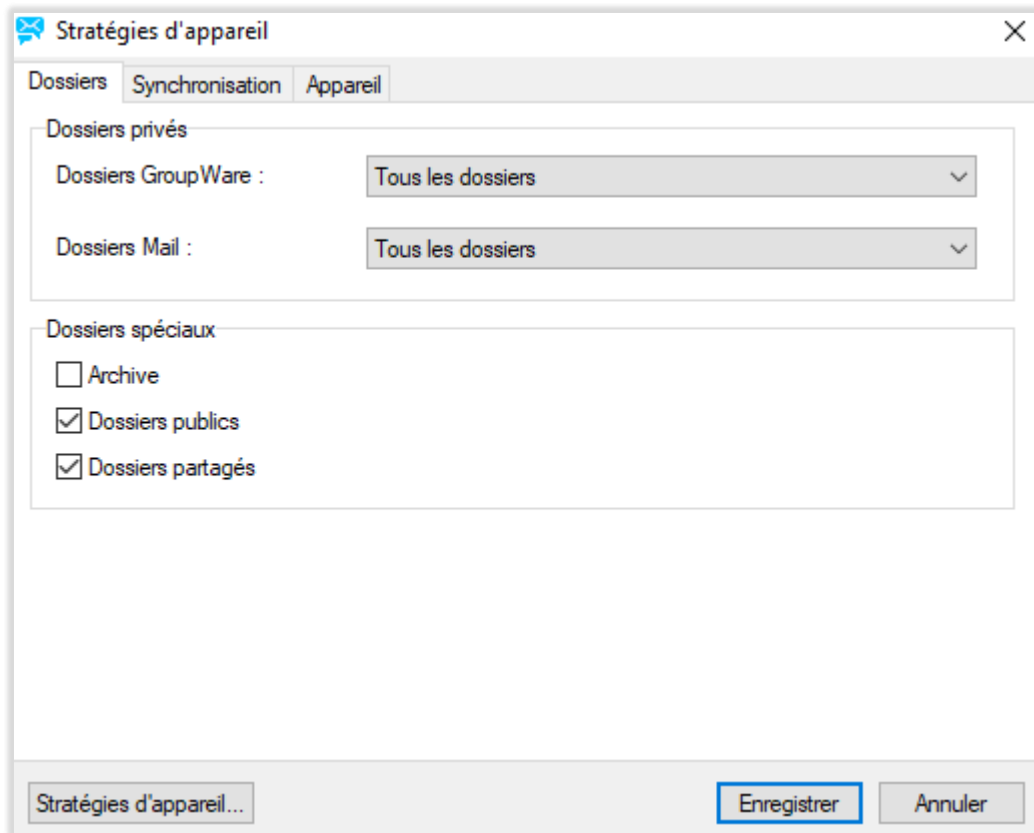 Stratégies d'appareil
Dossiers Synchronisation Appareil
Dossiers privés
Dossiers GroupWare : Tous les dossiers
Dossiers Mail : Tous les dossiers
Dossiers spéciaux
Archive
Dossiers publics
Dossiers partagés
Stratégies d'appareil... Enregistrer Annuler